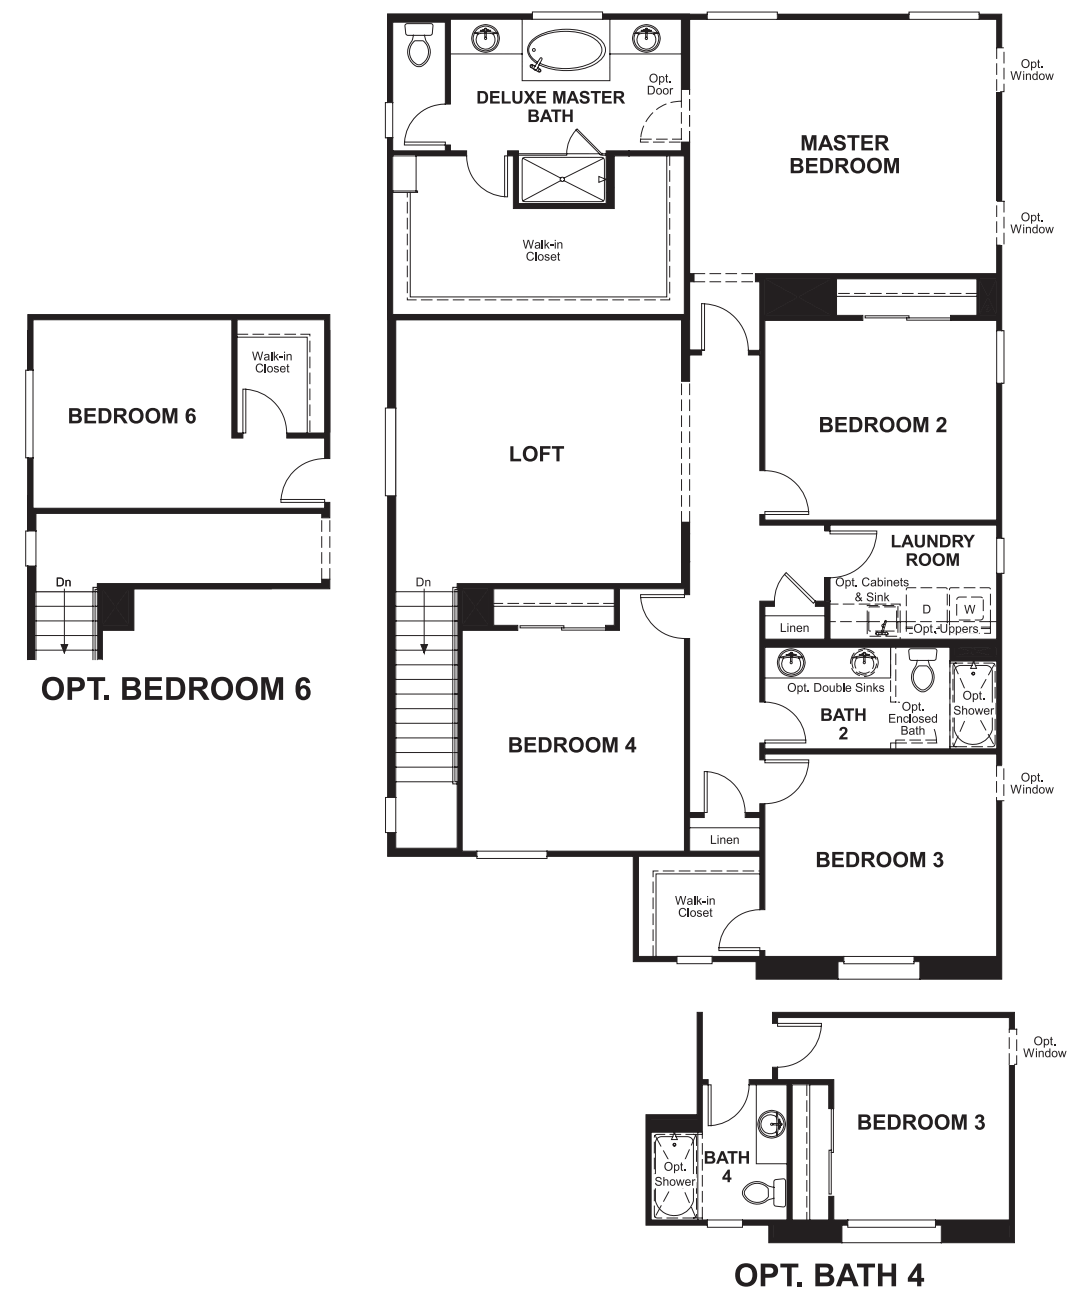 Opt.
Window
Opt.
Door
DELUXE MASTER
BATH
MASTER
BEDROOM
Opt.
Window
Walk-in
Closet
Walk-in
Closet
BEDROOM 6
BEDROOM 2
LOFT
LAUNDRY
ROOM
Dn
Dn
Opt. Cabinets
& Sink
D
W
Opt. Uppers
Linen
OPT. BEDROOM 6
Opt. Double Sinks
Opt.
Shower
BATH
2
Opt.
Enclosed
Bath
BEDROOM 4
Opt.
Window
Linen
BEDROOM 3
Walk-in
Closet
Opt.
Window
BEDROOM 3
BATH
4
Opt.
Shower
OPT. BATH 4